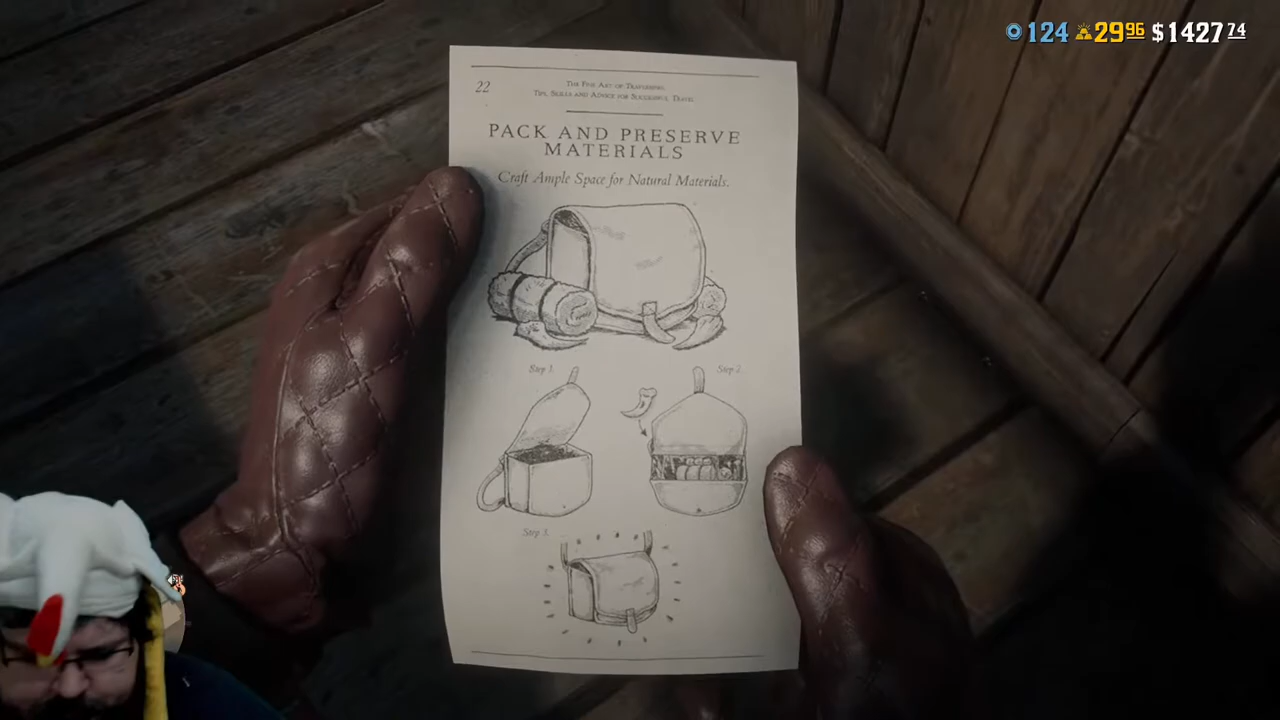 124 29 96 $1427 74
22
THE FINE ART OF TRAPPERING.
TIPS, SKILLS AND ADVICE FOR SUCCESSFUL TRAVEL
PACK AND PRESERVE
MATERIALS
Craft Ample Space for Natural Materials.
Step 1.
Step 2.
Step 3.